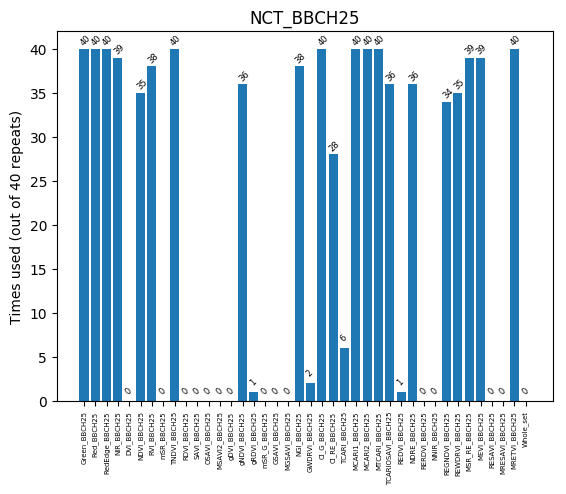 NCT_BBCH25
Times used (out of 40 repeats)
40
35
30
25
20
15
10
5
0
40
40
40
39
0
35
38
0
40
0
0
0
0
0
36
1
0
0
0
38
2
40
28
6
40
40
40
36
1
36
0
0
34
35
39
39
0
0
40
0
Green_BBCH25
Red_BBCH25
RedEdge_BBCH25
NIR_BBCH25
DVI_BBCH25
NDVI_BBCH25
RVI_BBCH25
mSR_BBCH25
TNDVI_BBCH25
RDVI_BBCH25
SAVI_BBCH25
OSAVI_BBCH25
MSAVI2_BBCH25
gDVI_BBCH25
gNDVI_BBCH25
gRDVI_BBCH25
mSR_G_BBCH25
GSAVI_BBCH25
MGSAVI_BBCH25
NGI_BBCH25
GWDRVI_BBCH25
CI_G_BBCH25
CI_RE_BBCH25
TCARI_BBCH25
MCARI1_BBCH25
MCARI2_BBCH25
MTCARI_BBCH25
TCARIOSAVI_BBCH25
REDVI_BBCH25
NDRE_BBCH25
RERDVI_BBCH25
NNIR_BBCH25
REGNDVI_BBCH25
REWDRVI_BBCH25
MSR_RE_BBCH25
MEVI_BBCH25
RESAVI_BBCH25
MRESAVI_BBCH25
MRETVI_BBCH25
Whole_set